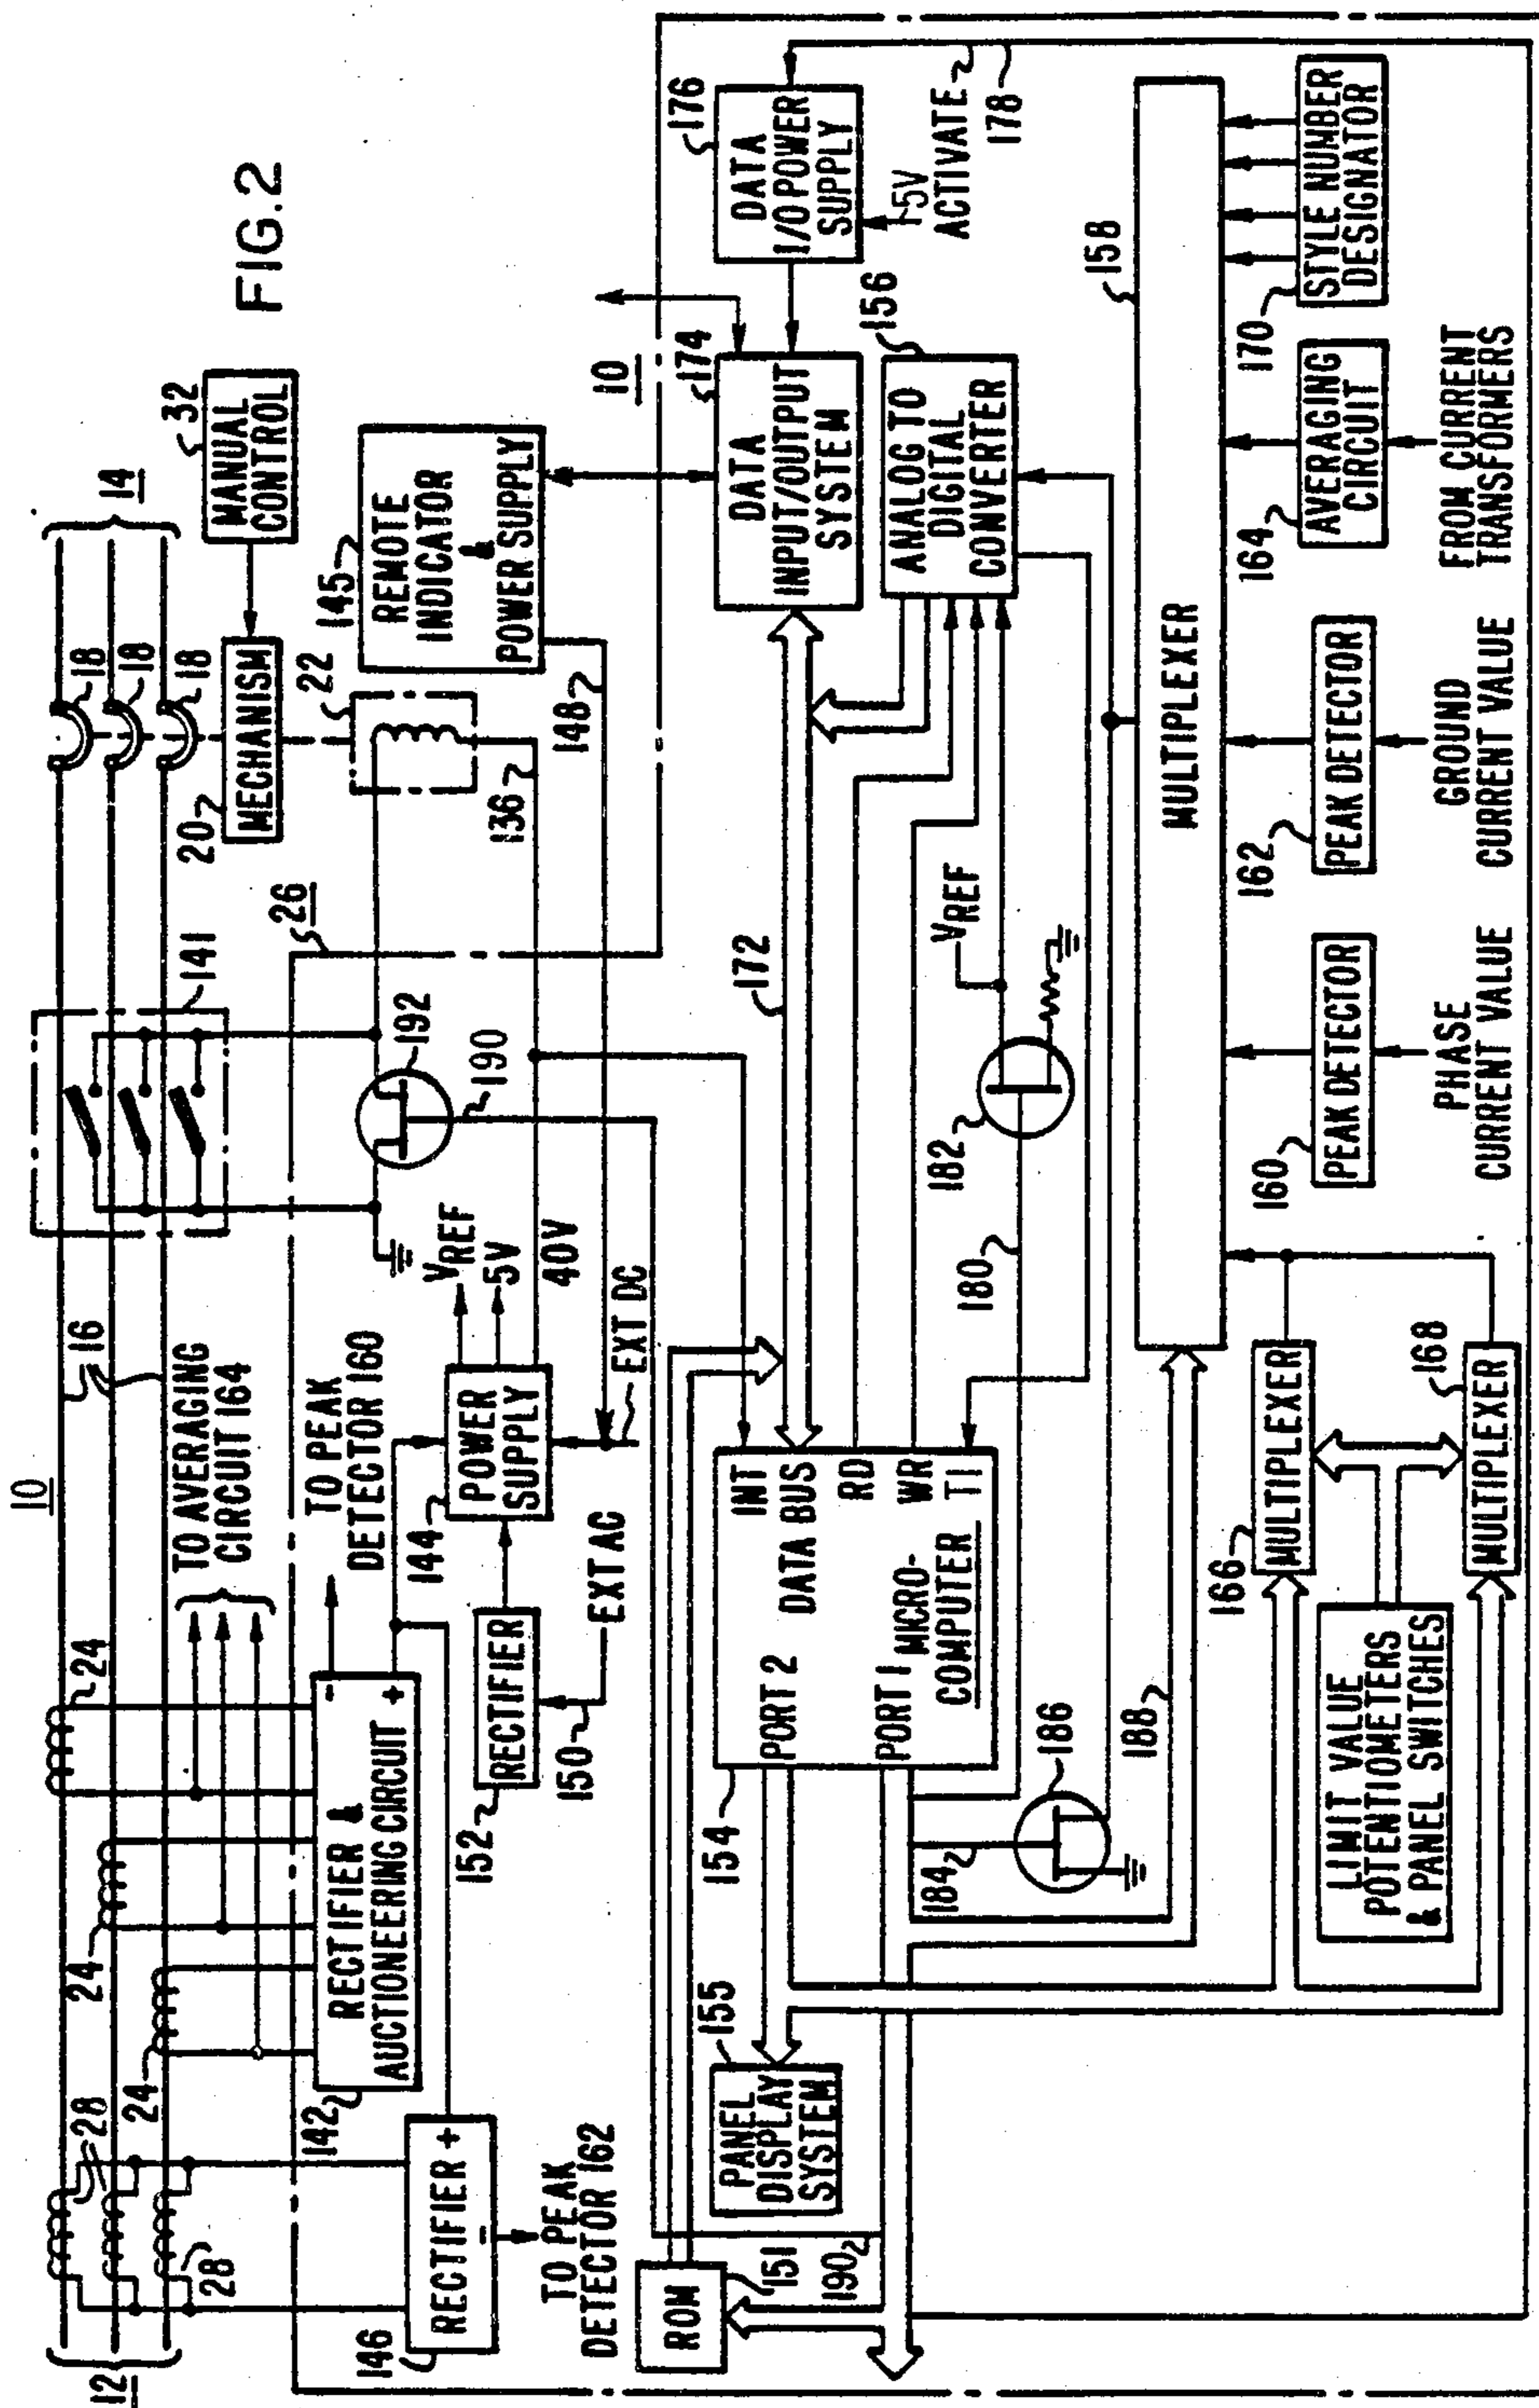 FIG.2
10
12
14
16
18
18
18
28
28
24
24
24
TO AVERAGING
CIRCUIT 164
141
20
MECHANISM
32
MANUAL
CONTROL
22
26
142
RECTIFIER &
AUCTIONEERING CIRCUIT
-
+
TO PEAK
DETECTOR 160
146
RECTIFIER +
-
TO PEAK
DETECTOR 162
144
POWER
SUPPLY
VREF
5V
40V
EXT DC
152
RECTIFIER
150
EXT AC
192
190
136
148
145
REMOTE
INDICATOR
&
POWER SUPPLY
10
151
ROM
190
155
PANEL
DISPLAY
SYSTEM
154
PORT 2
PORT 1
MICRO-
COMPUTER
INT
DATA BUS
RD
WR
T1
172
174
DATA
INPUT/OUTPUT
SYSTEM
176
DATA
I/O POWER
SUPPLY
5V
ACTIVATE
178
156
ANALOG TO
DIGITAL
CONVERTER
180
182
VREF
184
186
188
158
MULTIPLEXER
LIMIT VALUE
POTENTIOMETERS
& PANEL SWITCHES
166
MULTIPLEXER
168
MULTIPLEXER
160
PEAK DETECTOR
PHASE
CURRENT VALUE
162
PEAK DETECTOR
GROUND
CURRENT VALUE
164
AVERAGING
CIRCUIT
FROM CURRENT
TRANSFORMERS
170
STYLE NUMBER
DESIGNATOR